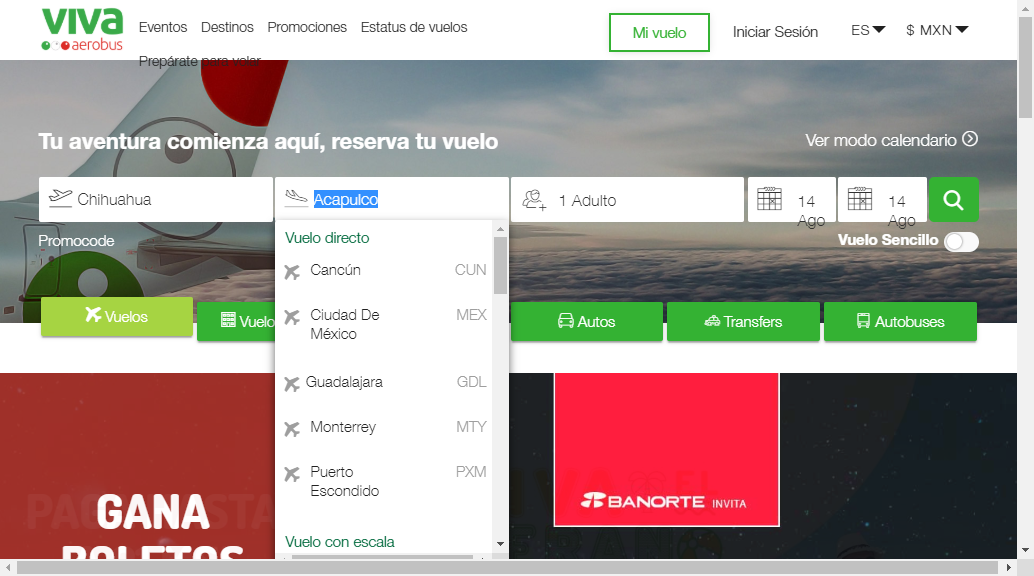 viva
aerobus
Eventos Destinos Promociones Estatus de vuelos
Prepárate para volar
Mi vuelo
Iniciar Sesión
ES
$ MXN
Tu aventura comienza aquí, reserva tu vuelo
Ver modo calendario
Chihuahua
Acapulco
1 Adulto
14
Ago
14
Ago
Promocode
Vuelo Sencillo
Vuelo directo
Cancún CUN
Ciudad De MEX
México
Guadalajara GDL
Monterrey MTY
Puerto PXM
Escondido
Vuelo con escala
Vuelos
Vuelo
Autos
Transfers
Autobuses
GANA
BOLETOS
BANORTE INVITA